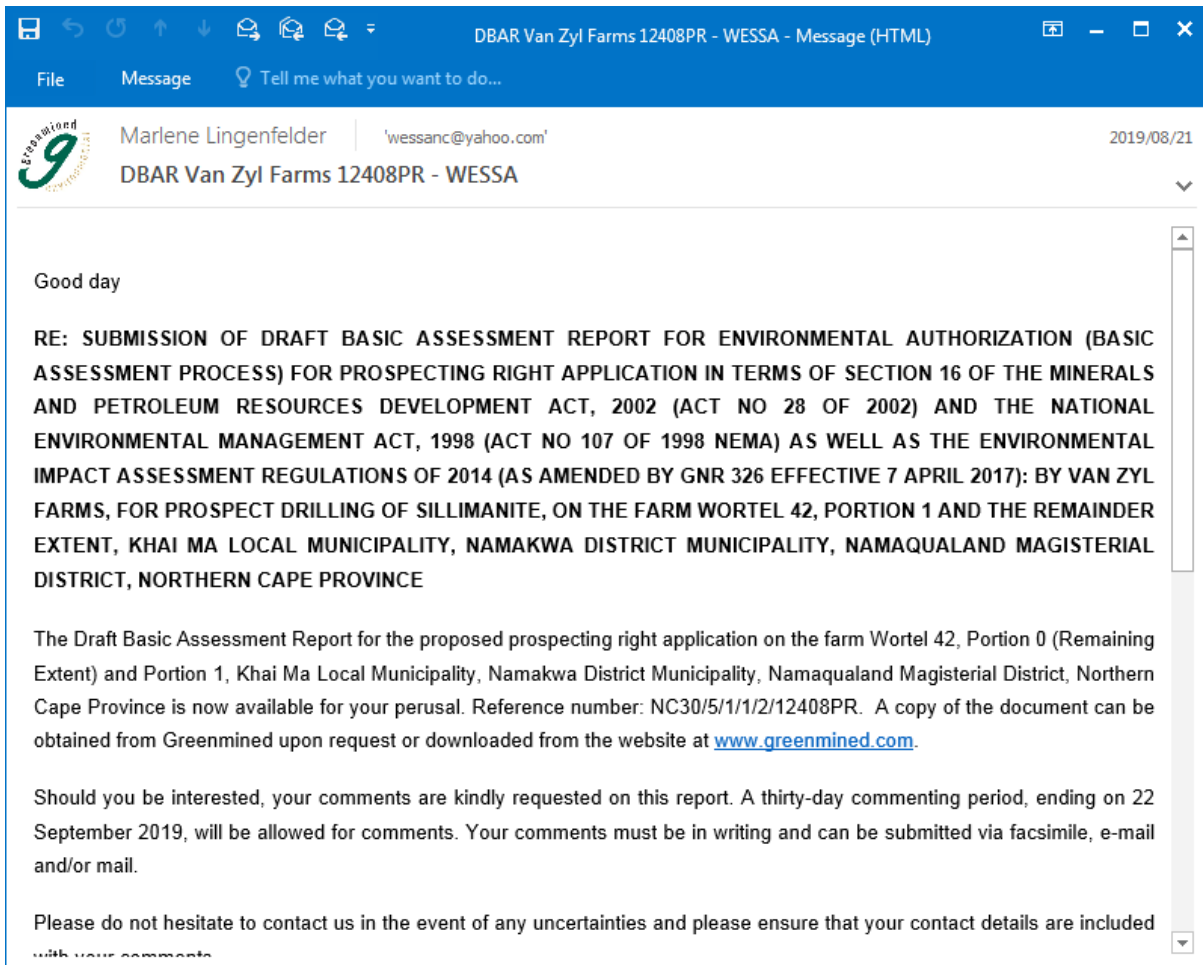 DBAR Van Zyl Farms 12408PR - WESSA - Message (HTML)
File Message Tell me what you want to do...
greenmined
Marlene Lingenfelder 'wessanc@yahoo.com' 2019/08/21
DBAR Van Zyl Farms 12408PR - WESSA
Good day
RE: SUBMISSION OF DRAFT BASIC ASSESSMENT REPORT FOR ENVIRONMENTAL AUTHORIZATION (BASIC
ASSESSMENT PROCESS) FOR PROSPECTING RIGHT APPLICATION IN TERMS OF SECTION 16 OF THE MINERALS
AND PETROLEUM RESOURCES DEVELOPMENT ACT, 2002 (ACT NO 28 OF 2002) AND THE NATIONAL
ENVIRONMENTAL MANAGEMENT ACT, 1998 (ACT NO 107 OF 1998 NEMA) AS WELL AS THE ENVIRONMENTAL
IMPACT ASSESSMENT REGULATIONS OF 2014 (AS AMENDED BY GNR 326 EFFECTIVE 7 APRIL 2017): BY VAN ZYL
FARMS, FOR PROSPECT DRILLING OF SILLIMANITE, ON THE FARM WORTEL 42, PORTION 1 AND THE REMAINDER
EXTENT, KHAI MA LOCAL MUNICIPALITY, NAMAKWA DISTRICT MUNICIPALITY, NAMAQUALAND MAGISTERIAL
DISTRICT, NORTHERN CAPE PROVINCE
The Draft Basic Assessment Report for the proposed prospecting right application on the farm Wortel 42, Portion 0 (Remaining
Extent) and Portion 1, Khai Ma Local Municipality, Namakwa District Municipality, Namaqualand Magisterial District, Northern
Cape Province is now available for your perusal. Reference number: NC30/5/1/1/2/12408PR. A copy of the document can be
obtained from Greenmined upon request or downloaded from the website at www.greenmined.com.
Should you be interested, your comments are kindly requested on this report. A thirty-day commenting period, ending on 22
September 2019, will be allowed for comments. Your comments must be in writing and can be submitted via facsimile, e-mail
and/or mail.
Please do not hesitate to contact us in the event of any uncertainties and please ensure that your contact details are included
with your comments